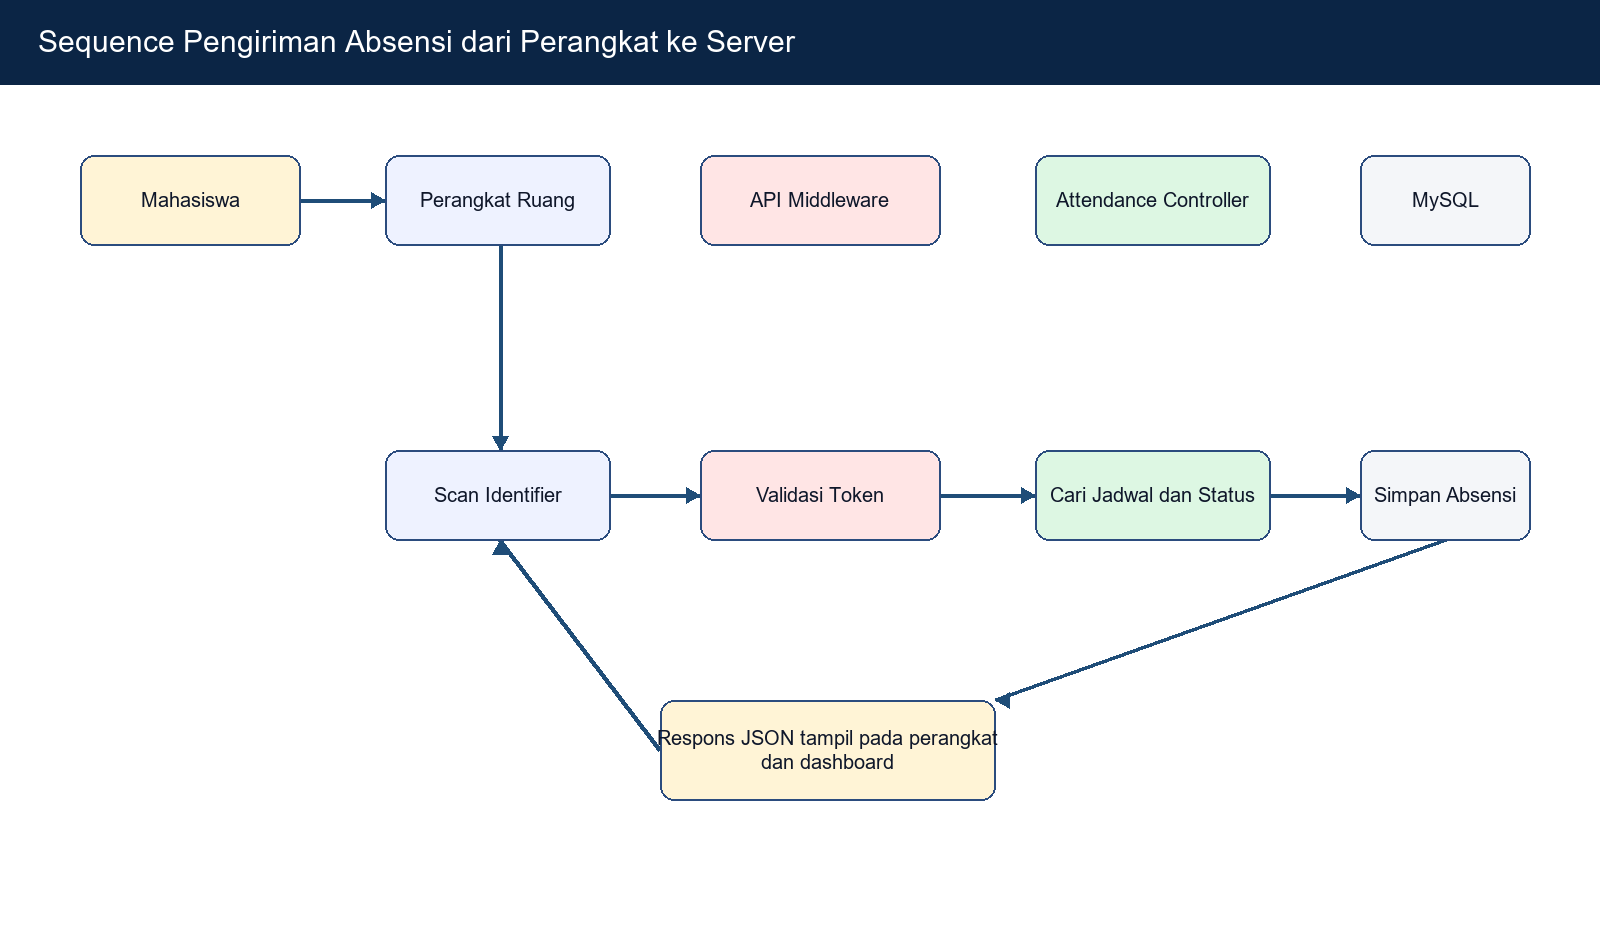 Sequence Pengiriman Absensi dari Perangkat ke Server
Mahasiswa
Perangkat Ruang
API Middleware
Attendance Controller
MySQL
Scan Identifier
Validasi Token
Cari Jadwal dan Status
Simpan Absensi
Respons JSON tampil pada perangkat
dan dashboard